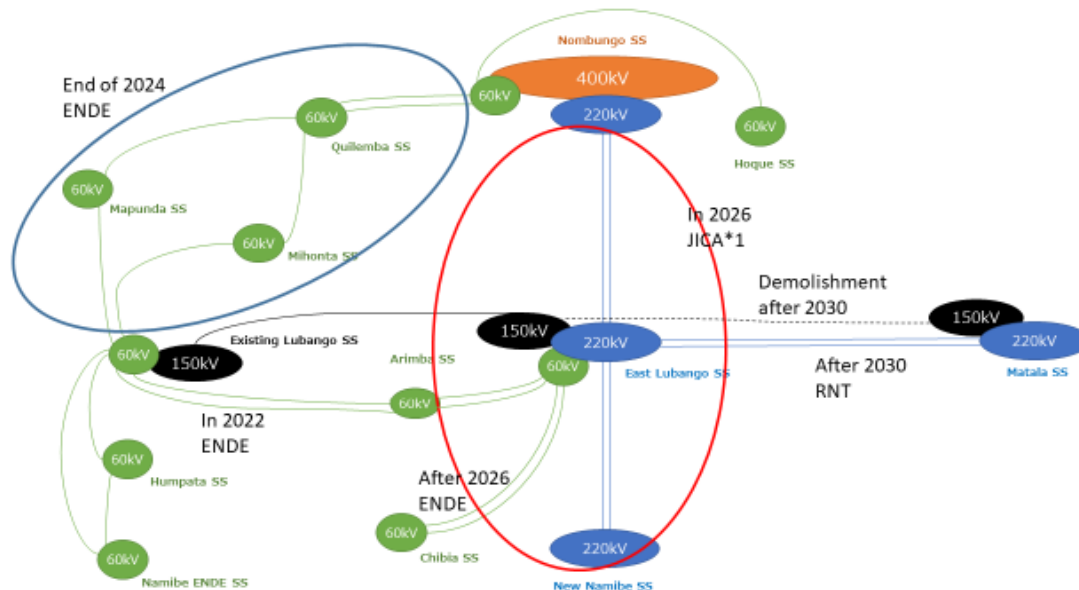 Nombungo SS
400kV
60kV
220kV
End of 2024
ENDE
60kV
Quilemba SS
60kV
Hoque SS
60kV
Mapunda SS
60kV
Mihonta SS
In 2026
JICA*1
Demolishment
after 2030
150kV
220kV
Matala SS
150kV
220kV
60kV
East Lubango SS
60kV
150kV
Existing Lubango SS
Arimba SS
60kV
After 2030
RNT
In 2022
ENDE
60kV
Humpata SS
After 2026
ENDE
60kV
Chibia SS
60kV
Namibe ENDE SS
220kV
New Namibe SS